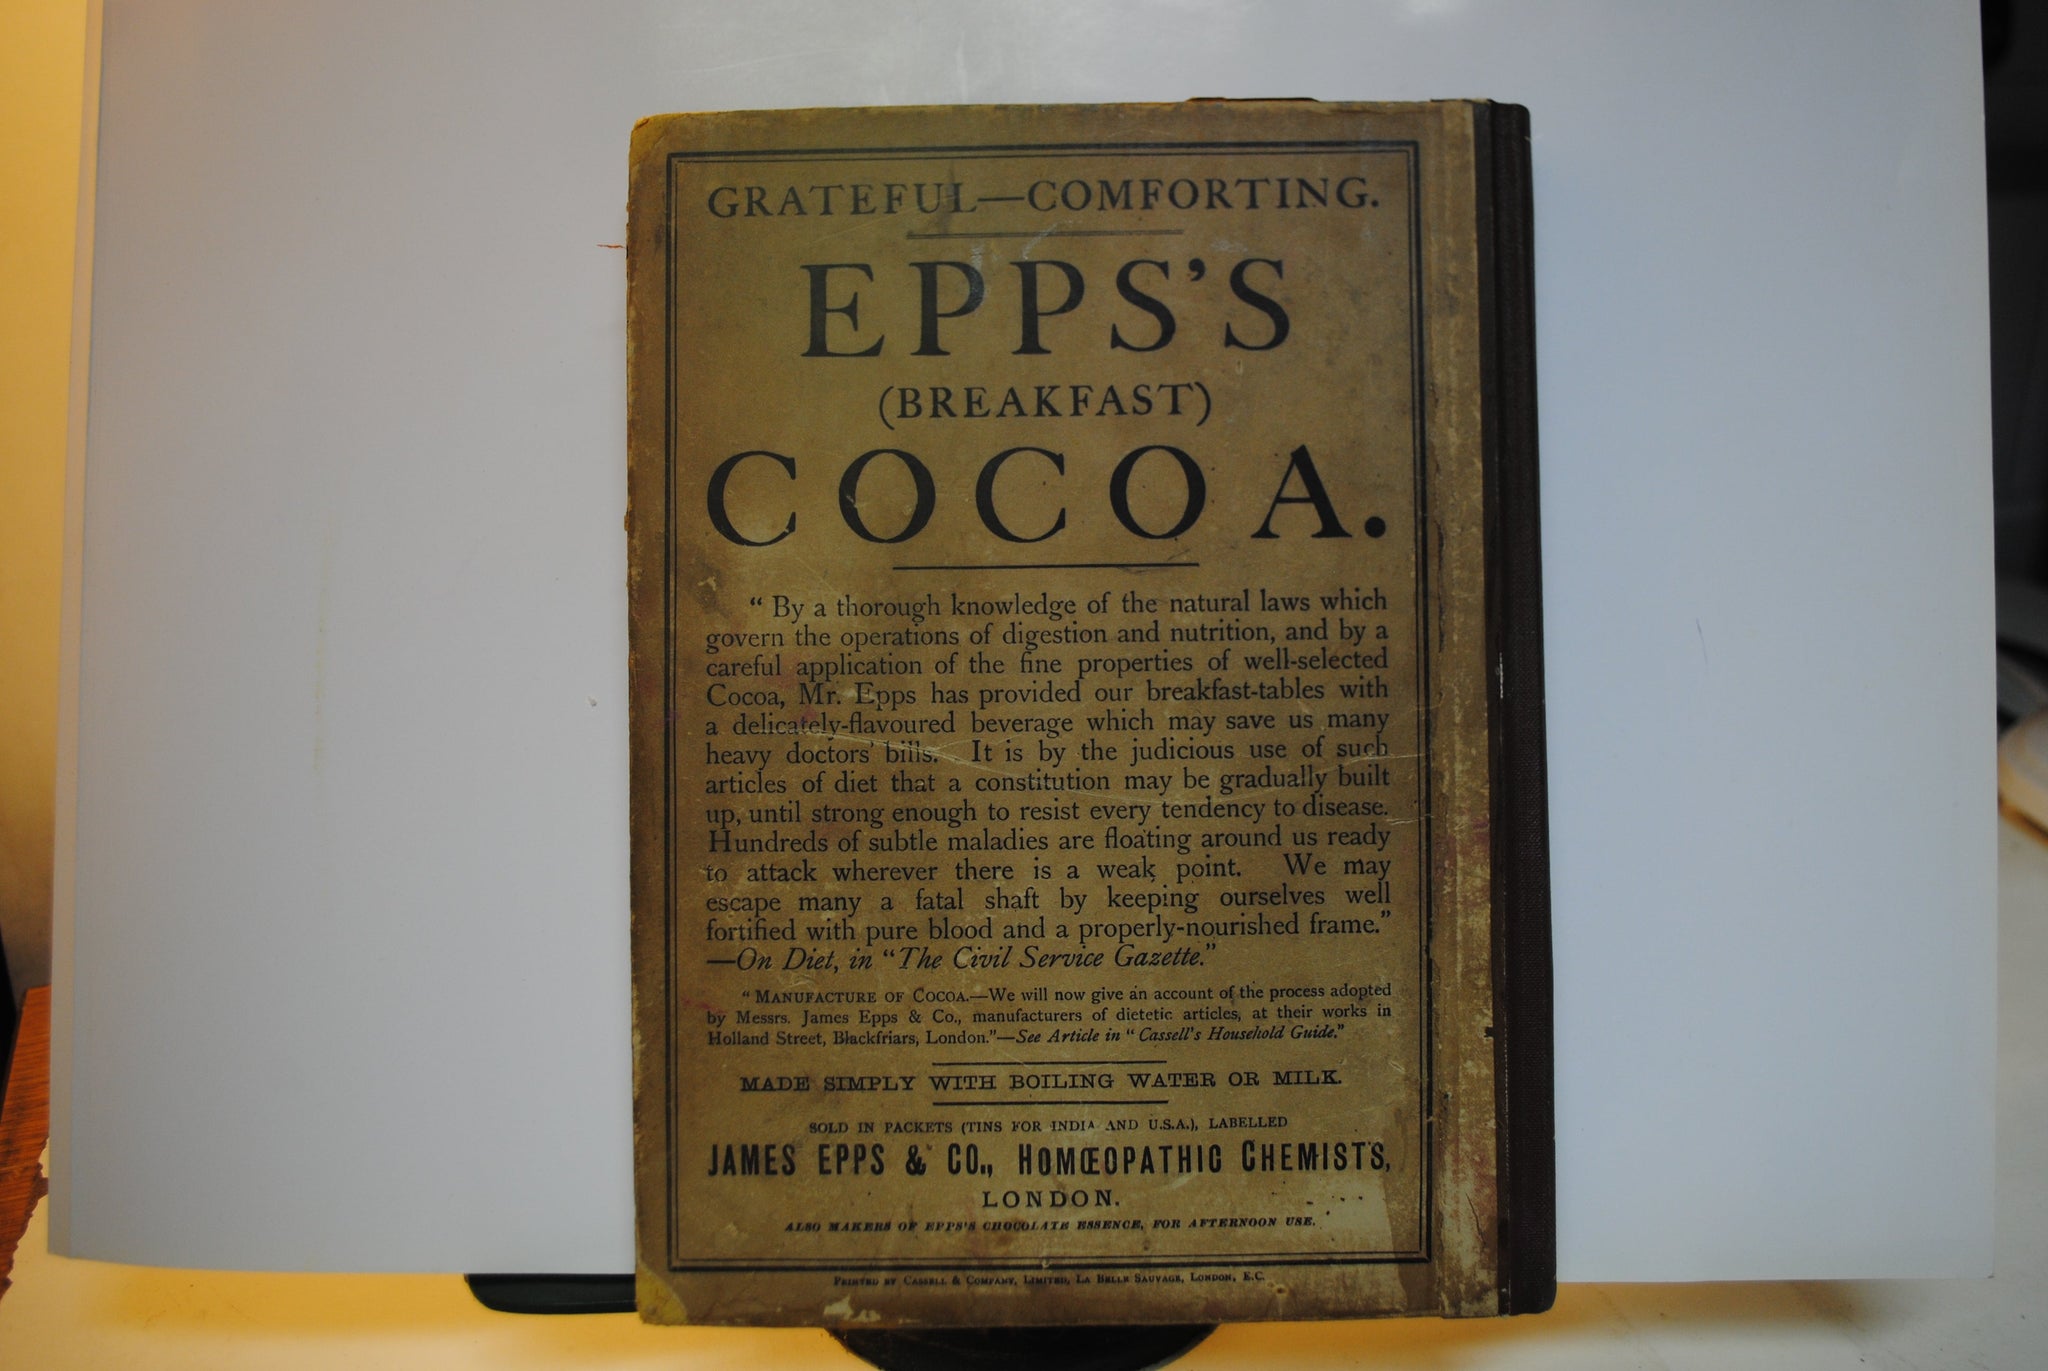 GRATEFUL—COMFORTING.
EPPS'S
(BREAKFAST)
COCOA.
“ By a thorough knowledge of the natural laws which
govern the operations of digestion and nutrition, and by a
careful application of the fine properties of well-selected
Cocoa, Mr. Epps has provided our breakfast-tables with
a delicately-flavoured beverage which may save us many
heavy doctors' bills. It is by the judicious use of such
articles of diet that a constitution may be gradually built
up, until strong enough to resist every tendency to disease.
Hundreds of subtle maladies are floating around us ready
to attack wherever there is a weak point. We may
escape many a fatal shaft by keeping ourselves well
fortified with pure blood and a properly-nourished frame.”
—On Diet, in “The Civil Service Gazette.”
“ MANUFACTURE OF COCOA.—We will now give an account of the process adopted
by Messrs. James Epps & Co., manufacturers of dietetic articles, at their works in
Holland Street, Blackfriars, London.”—See Article in “ Cassell's Household Guide.”
MADE SIMPLY WITH BOILING WATER OR MILK.
SOLD IN PACKETS (TINS FOR INDIA AND U.S.A.), LABELLED
JAMES EPPS & CO., HOMŒOPATHIC CHEMISTS,
LONDON.
ALSO MAKERS OF EPPS'S CHOCOLATE ESSENCE, FOR AFTERNOON USE.
PRINTED BY CASSELL & COMPANY, LIMITED, LA BELLE SAUVAGE, LONDON, E.C.